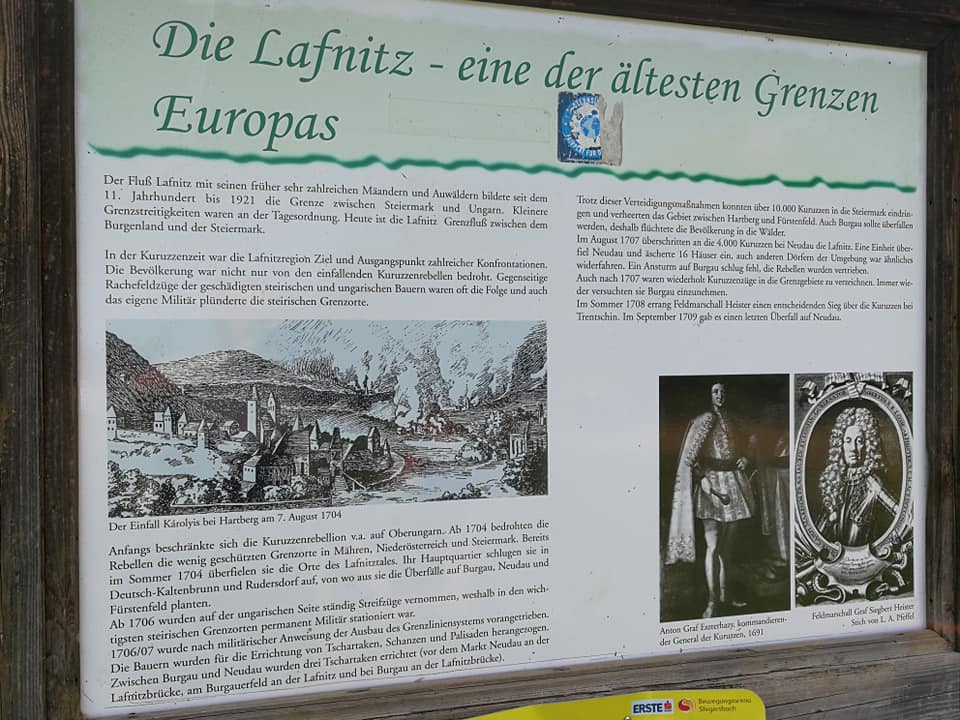 Die Lafnitz - eine der ältesten Grenzen
Europas
Der Fluß Lafnitz mit seinen früher sehr zahlreichen Mäandern und Auwäldern bildete seit dem
11. Jahrhundert bis 1921 die Grenze zwischen Steiermark und Ungarn. Kleinere
Grenzstreitigkeiten waren an der Tagesordnung. Heute ist die Lafnitz Grenzfluß zwischen dem
Burgenland und der Steiermark.
In der Kuruzzenzeit war die Lafnitzregion Ziel und Ausgangspunkt zahlreicher Konfrontationen.
Die Bevölkerung war nicht nur von den einfallenden Kuruzzenrebellen bedroht. Gegenseitige
Rachefeldzüge der geschädigten steirischen und ungarischen Bauern waren oft die Folge und auch
das eigene Militär plünderte die steirischen Grenzorte.
Der Einfall Károlyis bei Hartberg am 7. August 1704
Anfangs beschränkte sich die Kuruzzenrebellion v.a. auf Oberungarn. Ab 1704 bedrohten die
Rebellen die wenig geschützten Grenzorte in Mähren, Niederösterreich und Steiermark. Bereits
im Sommer 1704 überfielen sie die Orte des Lafnitztales. Ihr Hauptquartier schlugen sie in
Deutsch-Kaltenbrunn und Rudersdorf auf, von wo aus sie die Überfälle auf Burgau, Neudau und
Fürstenfeld planten.
Ab 1706 wurden auf der ungarischen Seite ständig Streifzüge vernommen, weshalb in den wich-
tigsten steirischen Grenzorten permanent Militär stationiert war.
1706/07 wurde nach militärischer Anweisung der Ausbau des Grenzliniensystems vorangetrieben.
Die Bauern wurden für die Errichtung von Tschartaken, Schanzen und Palisaden herangezogen.
Zwischen Burgau und Neudau wurden drei Tschartaken errichtet (vor dem Markt Neudau an der
Lafnitzbrücke, am Burgauerfeld an der Lafnitz und bei Burgau an der Lafnitzbrücke).
Trotz dieser Verteidigungsmaßnahmen konnten über 10.000 Kuruzzen in die Steiermark eindrin-
gen und verheerten das Gebiet zwischen Hartberg und Fürstenfeld. Auch Burgau sollte überfallen
werden, deshalb flüchtete die Bevölkerung in die Wälder.
Im August 1707 überschritten an die 4.000 Kuruzzen bei Neudau die Lafnitz. Eine Einheit über-
fiel Neudau und äscherte 16 Häuser ein, auch anderen Dörfern der Umgebung war ähnliches
widerfahren. Ein Ansturm auf Burgau schlug fehl, die Rebellen wurden vertrieben.
Auch nach 1707 waren wiederholt Kuruzzenzüge in die Grenzgebiete zu verzeichnen. Immer wie-
der versuchten sie Burgau einzunehmen.
Im Sommer 1708 errang Feldmarschall Heister einen entscheidenden Sieg über die Kuruzzen bei
Trentschin. Im September 1709 gab es einen letzten Überfall auf Neudau.
Anton Graf Eszterhazy, kommandieren-
der General der Kuruzzen, 1691
Feldmarschall Graf Siegbert Heister
Stich von L. A. Pfeffel
ERSTE
Bewegungsarena